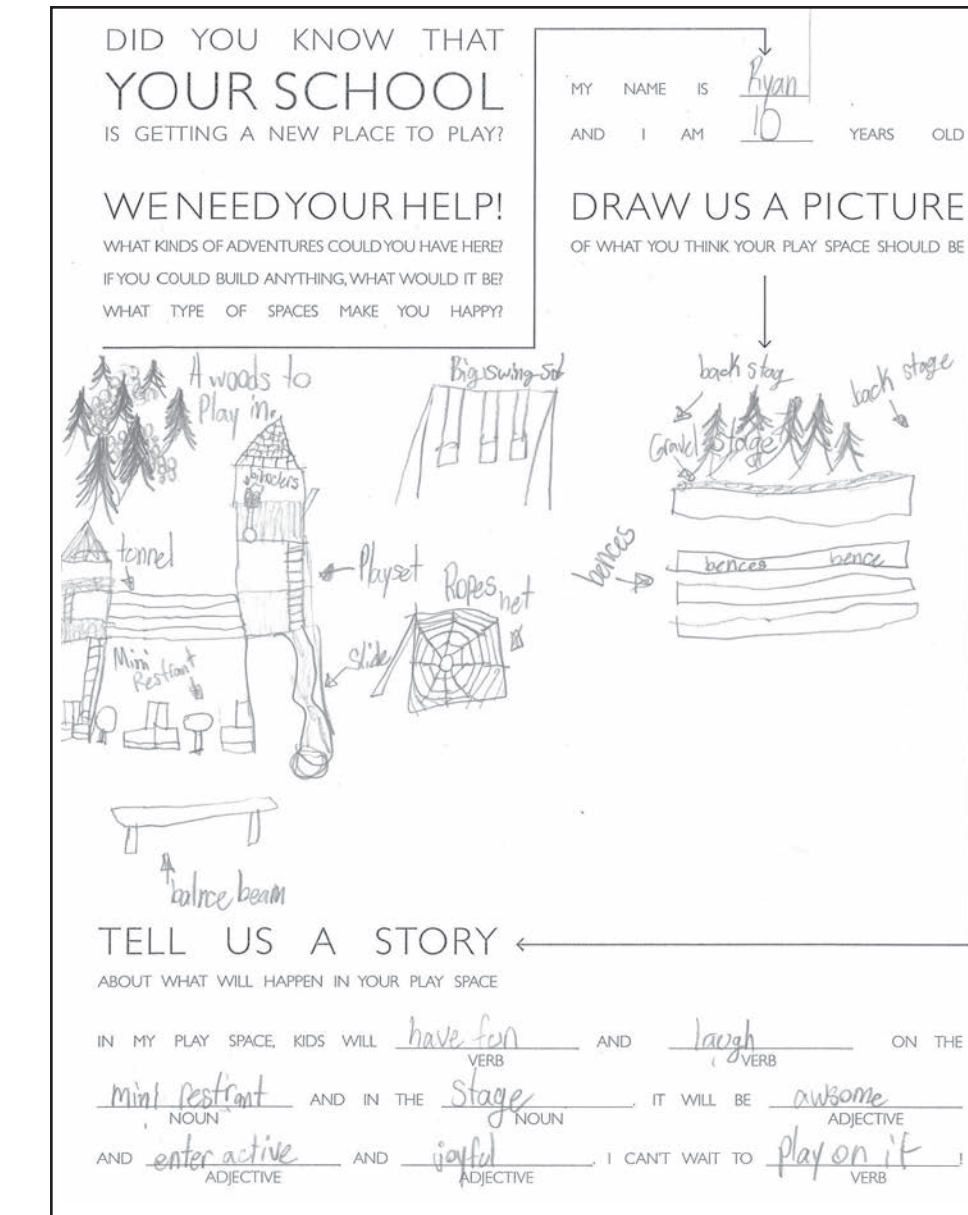 DID YOU KNOW THAT
YOUR SCHOOL
IS GETTING A NEW PLACE TO PLAY?
WE NEED YOUR HELP!
WHAT KINDS OF ADVENTURES COULD YOU HAVE HERE?
IF YOU COULD BUILD ANYTHING, WHAT WOULD IT BE?
WHAT TYPE OF SPACES MAKE YOU HAPPY?
MY NAME IS Ryan
AND I AM 10 YEARS OLD
DRAW US A PICTURE
OF WHAT YOU THINK YOUR PLAY SPACE SHOULD BE
A woods to
Play in
Big swing-Set
back stag
back stage
Gravel stage
tonnel
Playset
Ropes net
bences
bences bence
Mini
Restrant
Slide
balnce beam
TELL US A STORY
ABOUT WHAT WILL HAPPEN IN YOUR PLAY SPACE
IN MY PLAY SPACE, KIDS WILL have fun AND laugh ON THE
VERB VERB
mini restrant AND IN THE Stage. IT WILL BE awsome
NOUN NOUN ADJECTIVE
AND enter active AND joyful. I CAN'T WAIT TO play on it!
ADJECTIVE ADJECTIVE VERB